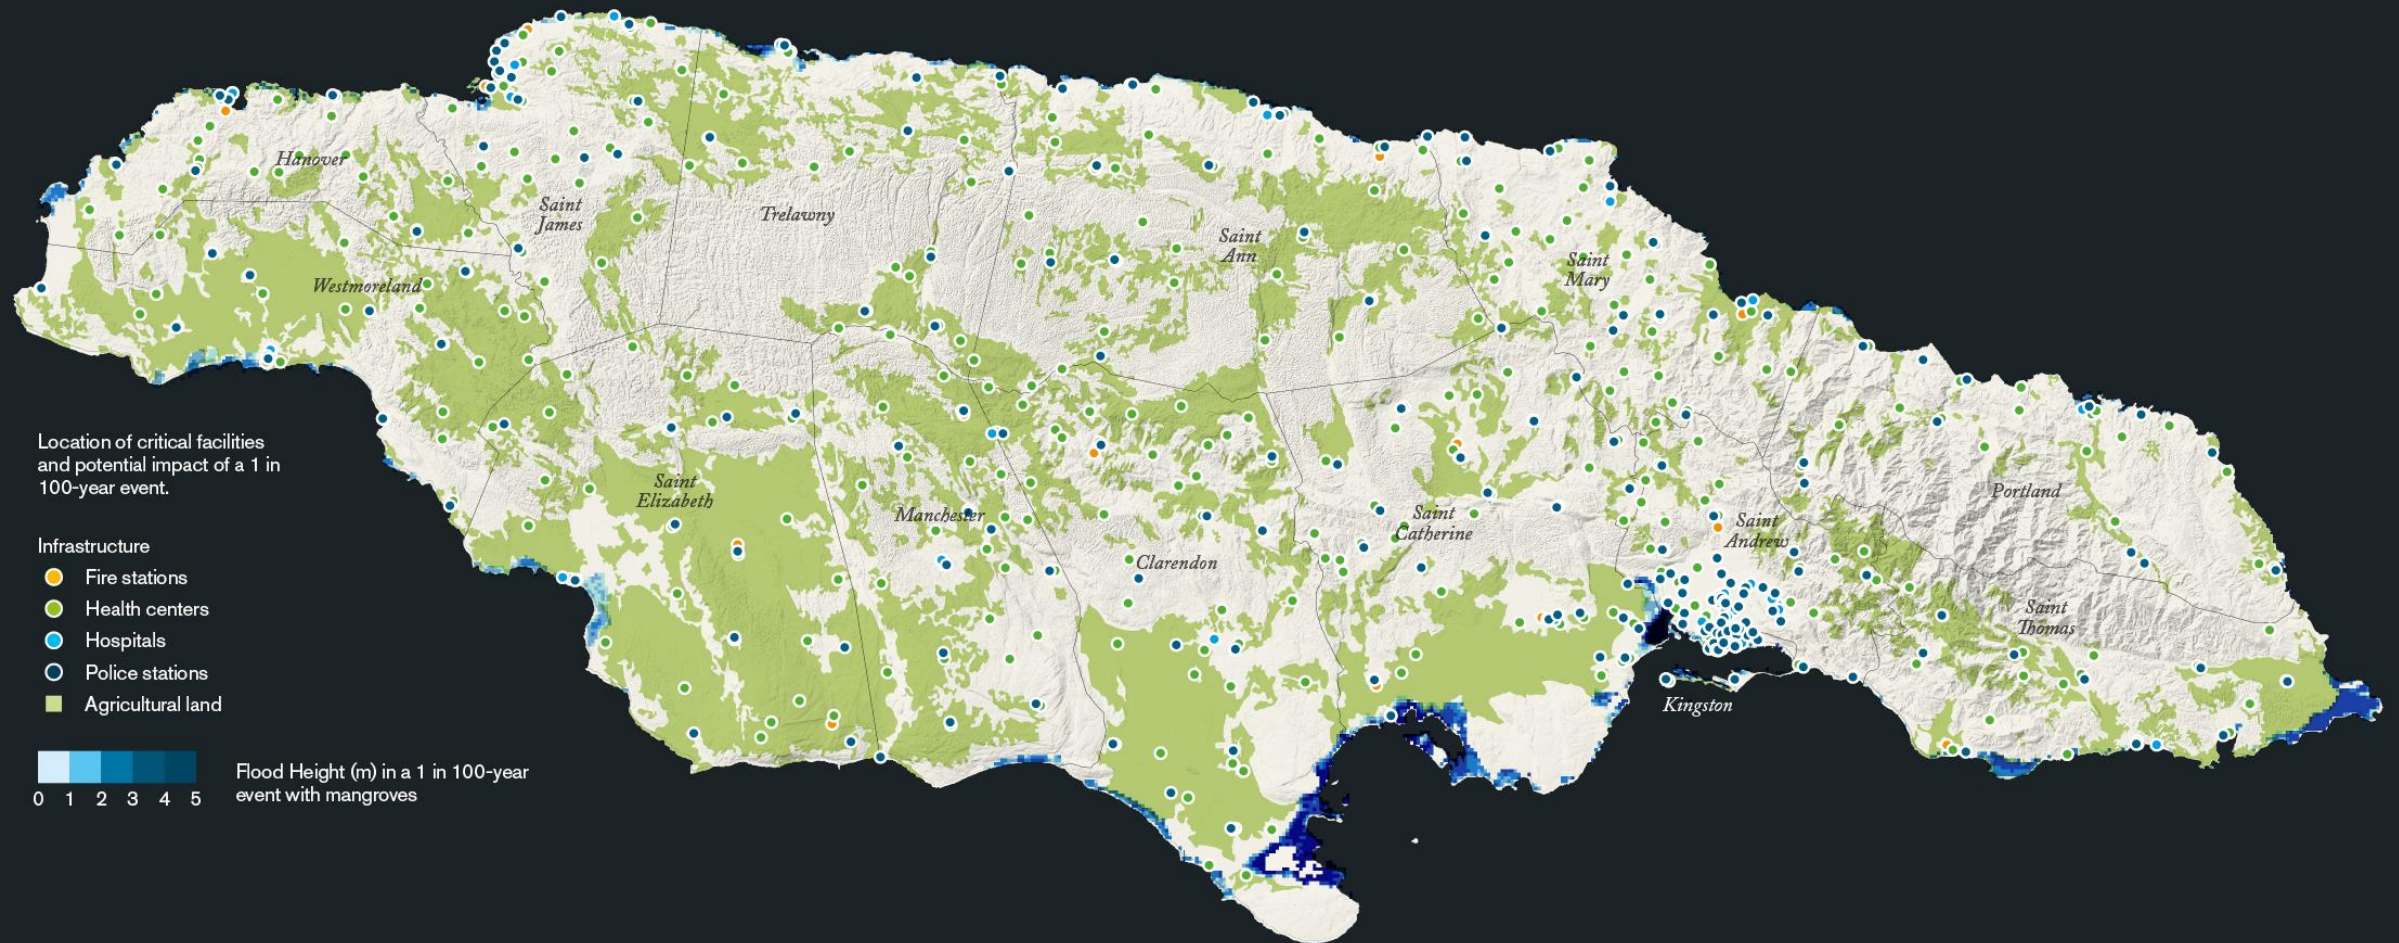 Hanover
Saint
James
Trelawny
Saint
Ann
Saint
Mary
Westmoreland
Location of critical facilities
and potential impact of a 1 in
100-year event.
Saint
Elizabeth
Manchester
Clarendon
Saint
Catherine
Saint
Andrew
Portland
Saint
Thomas
Kingston
Infrastructure
Fire stations
Health centers
Hospitals
Police stations
Agricultural land
0 1 2 3 4 5
Flood Height (m) in a 1 in 100-year
event with mangroves